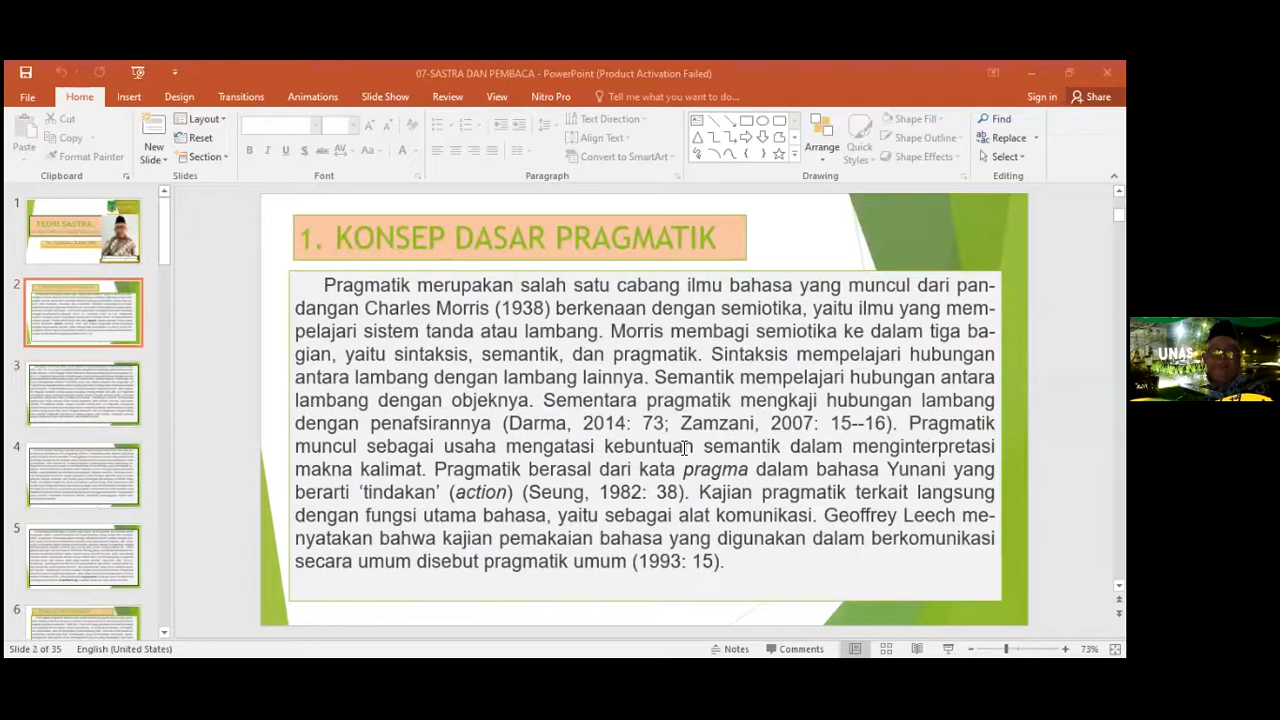 07-SASTRA DAN PEMBACA - PowerPoint (Product Activation Failed)
File Home Insert Design Transitions Animations Slide Show Review View Nitro Pro Tell me what you want to do... Sign in Share
Paste
Cut
Copy
Format Painter
Clipboard
New
Slide
Layout
Reset
Section
Slides
B I U S abc AV Aa A
Font
Text Direction
Align Text
Convert to SmartArt
Paragraph
Arrange
Quick
Styles
Shape Fill
Shape Outline
Shape Effects
Drawing
Find
Replace
Select
Editing
1
TEORI SASTRA
2
3
4
5
6
1. KONSEP DASAR PRAGMATIK
Pragmatik merupakan salah satu cabang ilmu bahasa yang muncul dari pan-
dangan Charles Morris (1938) berkenaan dengan semiotik, yaitu ilmu yang mem-
pelajari sistem tanda atau lambang. Morris membagi semiotika ke dalam tiga ba-
gian, yaitu sintaksis, semantik, dan pragmatik. Sintaksis mempelajari hubungan
antara lambang dengan lambang lainnya. Semantik mempelajari hubungan antara
lambang dengan objeknya. Sementara pragmatik mengkaji hubungan lambang
dengan penafsirannya (Darma, 2014: 73; Zamzani, 2007: 15--16). Pragmatik
muncul sebagai usaha mengatasi kebuntuan semantik dalam menginterpretasi
makna kalimat. Pragmatik berasal dari kata pragma dalam bahasa Yunani yang
berarti 'tindakan' (action) (Seung, 1982: 38). Kajian pragmatik terkait langsung
dengan fungsi utama bahasa, yaitu sebagai alat komunikasi. Geoffrey Leech me-
nyatakan bahwa kajian pemakaian bahasa yang digunakan dalam berkomunikasi
secara umum disebut pragmatik umum (1993: 15).
UNAS
Slide 2 of 35 English (United States) Notes Comments 73%